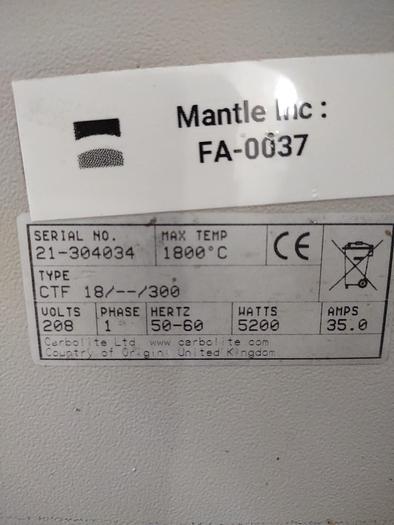 Mantle Inc :
FA-0037
SERIAL NO. MAX TEMP CE
21-304034 1800°C
TYPE
CTF 18/--/300
VOLTS PHASE HERTZ WATTS AMPS
208 1 50-60 5200 35.0
Carbolite Ltd www carbolite com
Country of Origin United Kingdom